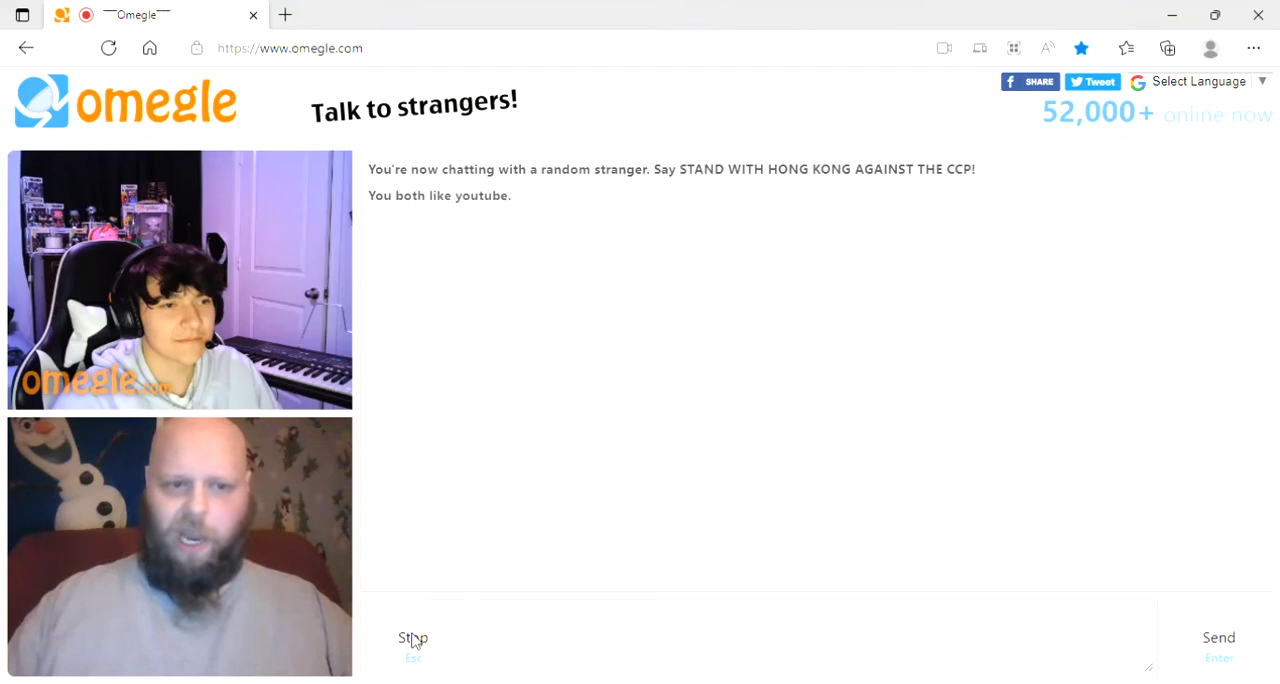 Omegle
https://www.omegle.com
omegle
Talk to strangers!
f SHARE
Tweet
G Select Language
52,000+ online now
You're now chatting with a random stranger. Say STAND WITH HONG KONG AGAINST THE CCP!
You both like youtube.
omegle.com
Stop
Esc
Send
Enter